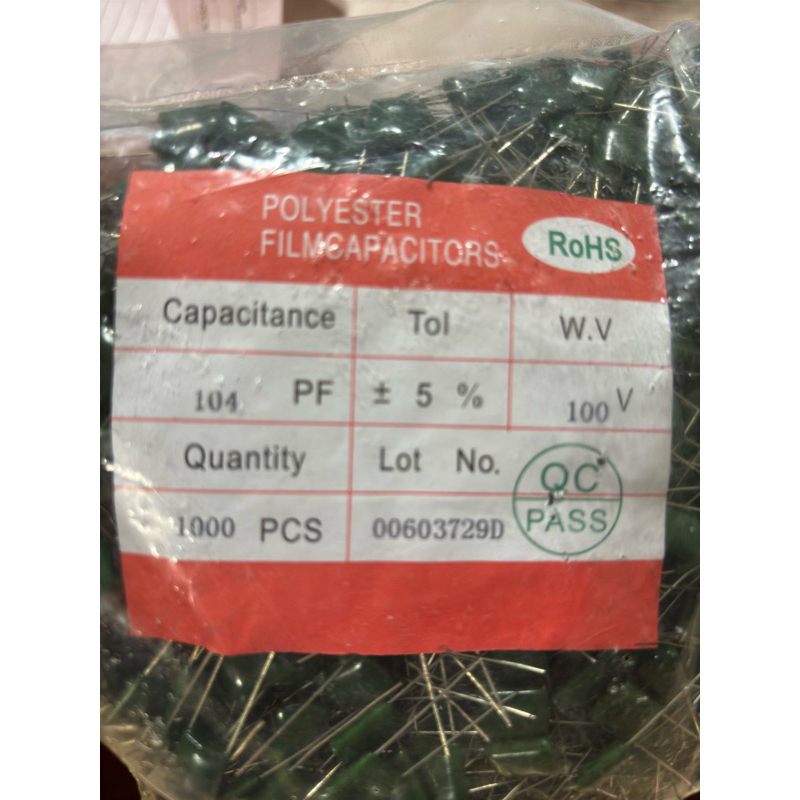 POLYESTER
FILMCAPACITORS
RoHS
Capacitance Tol W.V
104 PF ± 5 % 100 V
Quantity Lot No.
1000 PCS 00603729D
QC
PASS